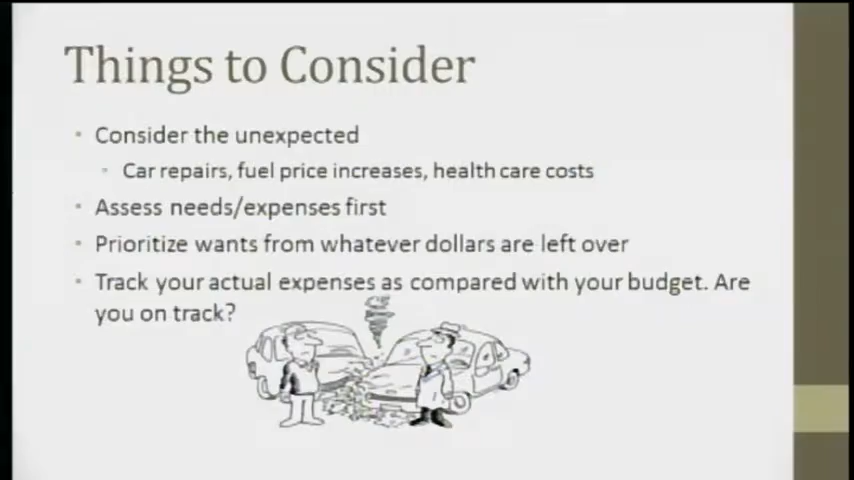 Things to Consider
Consider the unexpected
Car repairs, fuel price increases, health care costs
Assess needs/expenses first
Prioritize wants from whatever dollars are left over
Track your actual expenses as compared with your budget. Are
you on track?